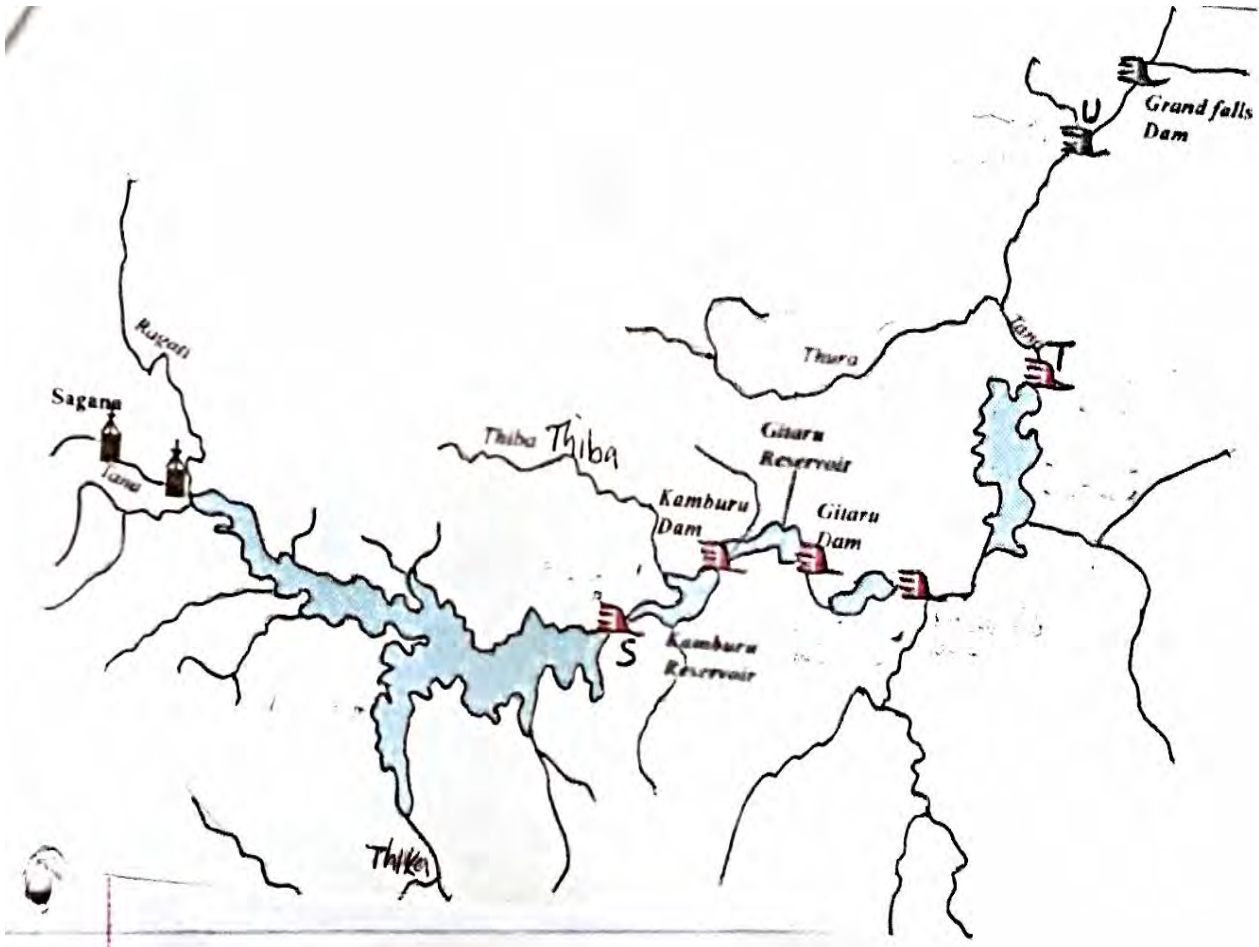 U
Grand falls
Dam
Ragati
Tana
T
Thura
Sagana
Gitaru
Reservoir
Thiba Thiba
Kamburu
Dam
Gitaru
Dam
Tana
S
Kamburu
Reservoir
Thika